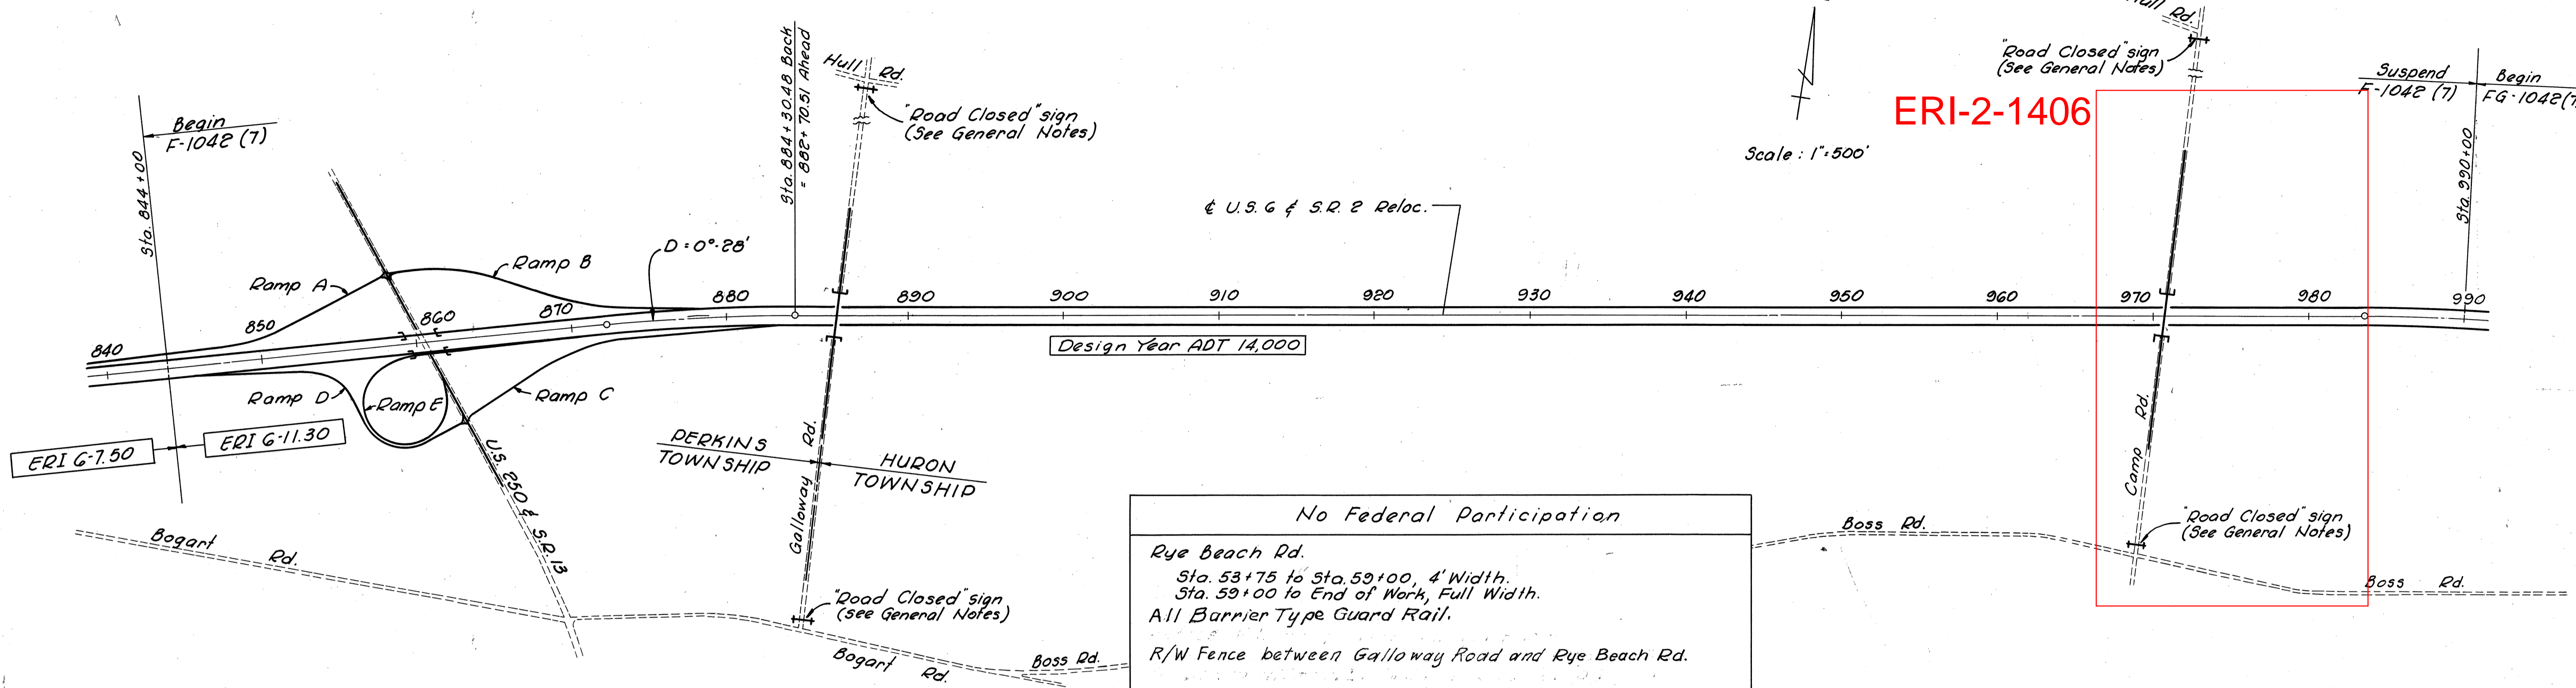 Begin
F-1042 (7)
Sta. 844+00
Ramp A
Ramp B
D = 0°-28'
Sta. 884+30.48 Back
= 882+70.51 Ahead
Hull Rd.
"Road Closed" sign
(See General Notes)
840
850
860
870
880
890
900
910
920
930
940
950
960
970
980
990
Ramp D
Ramp E
Ramp C
ERI 6-7.50
ERI 6-11.30
U.S. 250 & S.R. 13
Bogart Rd.
PERKINS
TOWNSHIP
HURON
TOWNSHIP
Galloway Rd.
"Road Closed" sign
(see General Notes)
Bogart Rd.
Boss Rd.
₵ U.S. 6 & S.R. 2 Reloc.
Design Year ADT 14,000
Scale : 1"=500'
No Federal Participation
Rye Beach Rd.
Sta. 53+75 to Sta. 59+00, 4' Width.
Sta. 59+00 to End of Work, Full Width.
All Barrier Type Guard Rail.
R/W Fence between Galloway Road and Rye Beach Rd.
ERI-2-1406
Rd.
"Road Closed" sign
(See General Notes)
Suspend
F-1042 (7)
Begin
FG-1042(7
Sta. 990+00
Camp Rd.
"Road Closed" sign
(See General Notes)
Boss Rd.
Boss Rd.